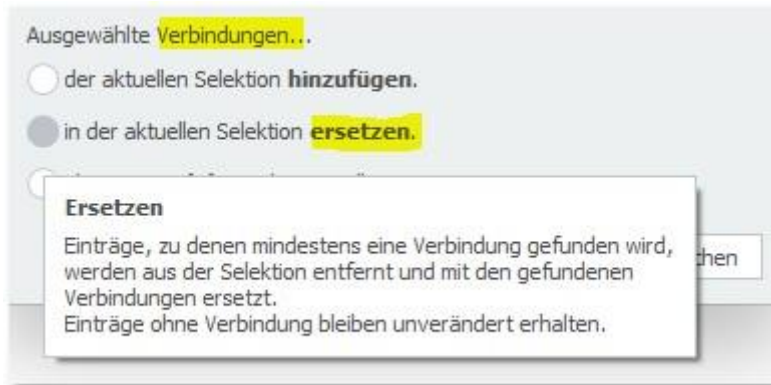 Ausgewählte Verbindungen...
der aktuellen Selektion hinzufügen.
in der aktuellen Selektion ersetzen.
Ersetzen
Einträge, zu denen mindestens eine Verbindung gefunden wird,
werden aus der Selektion entfernt und mit den gefundenen
Verbindungen ersetzt.
Einträge ohne Verbindung bleiben unverändert erhalten.